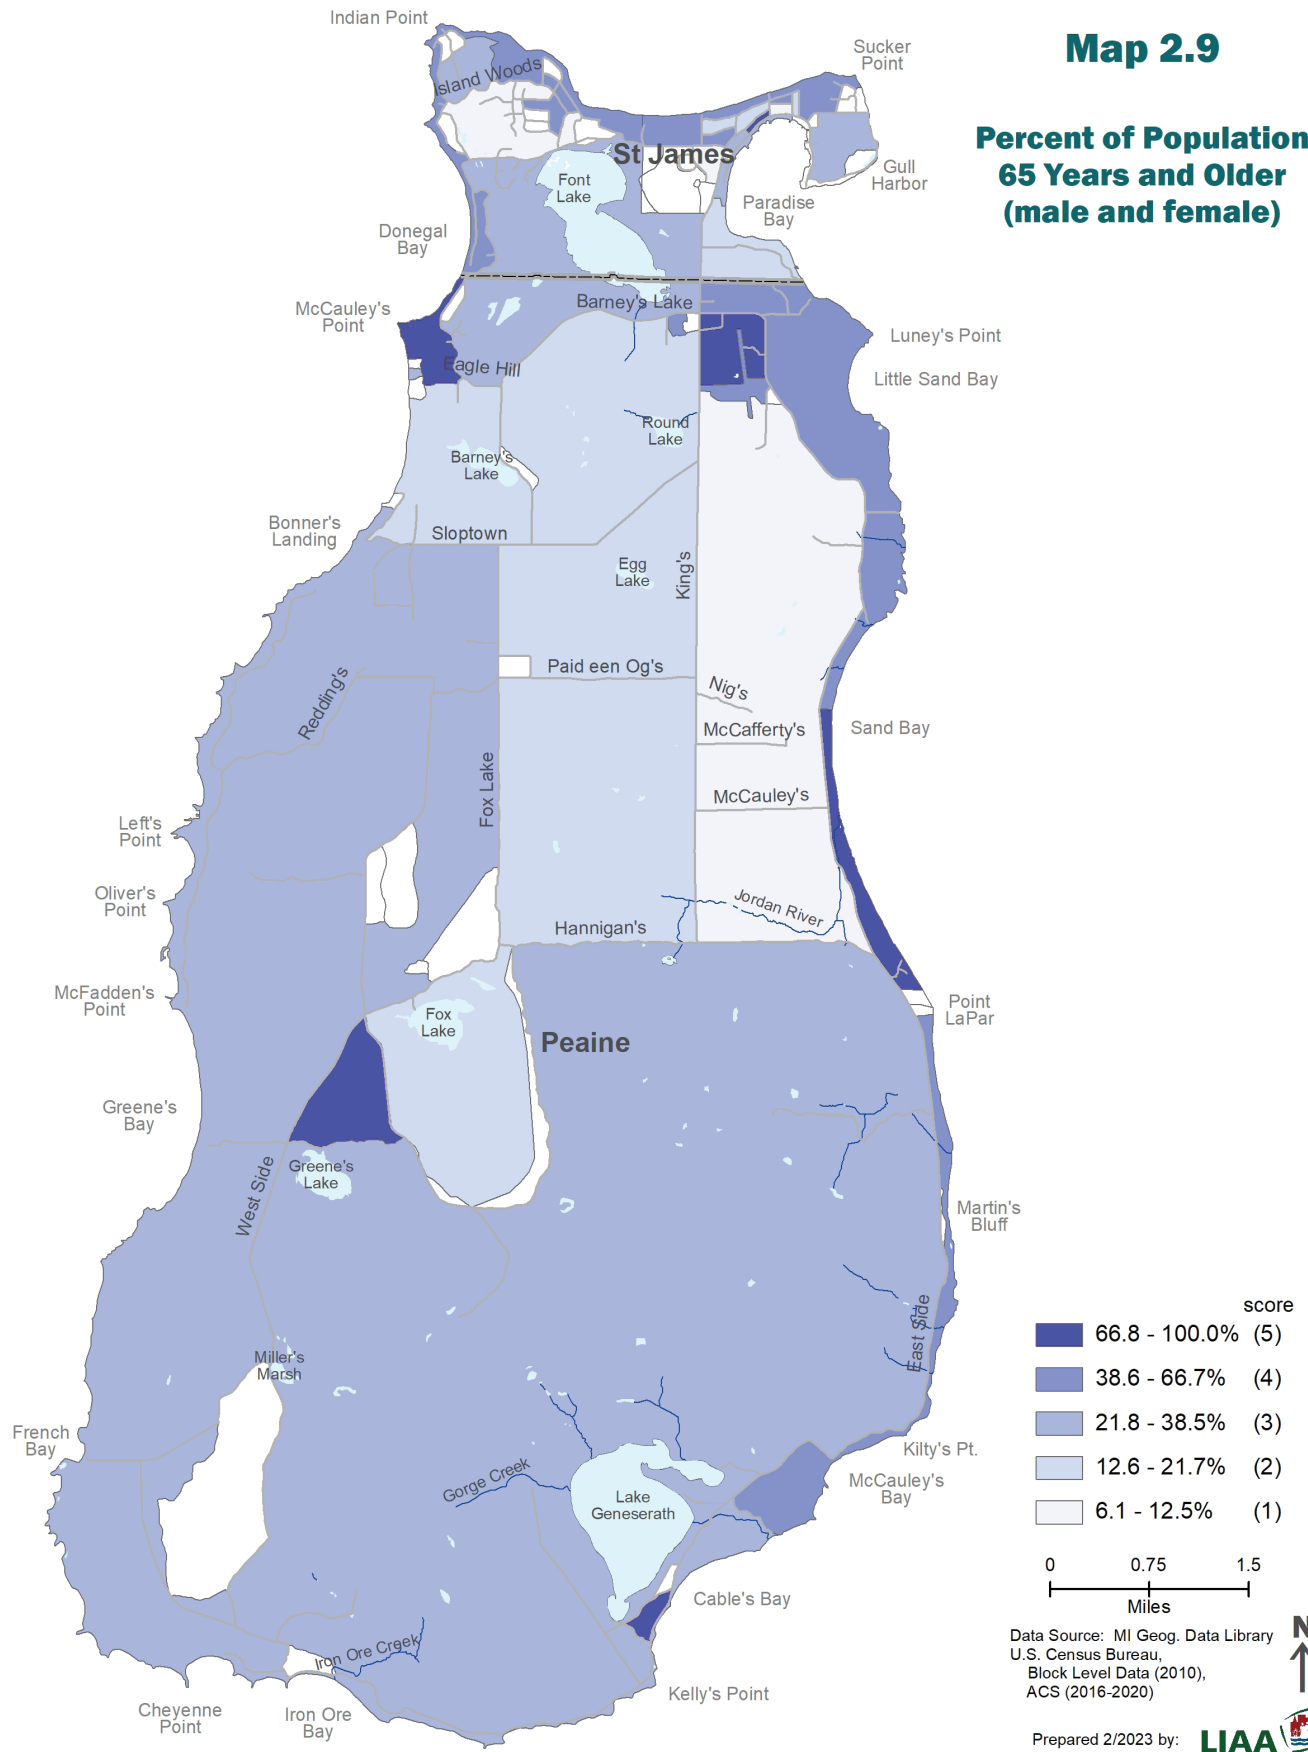 Indian Point
Map 2.9
Sucker
Point
Island Woods
Percent of Population
65 Years and Older
(male and female)
St James
Gull
Harbor
Font
Lake
Paradise
Bay
Donegal
Bay
McCauley's
Point
Barney's Lake
Luney's Point
Eagle Hill
Little Sand Bay
Round
Lake
Barney's
Lake
Bonner's
Landing
Sloptown
Egg
Lake
King's
Paid een Og's
Nig's
Redding's
McCafferty's
Sand Bay
Fox Lake
McCauley's
Left's
Point
Oliver's
Point
Jordan River
Hannigan's
McFadden's
Point
Point
LaPar
Fox
Lake
Peaine
Greene's
Bay
Greene's
Lake
West Side
Martin's
Bluff
East Side
Miller's
Marsh
score
66.8 - 100.0% (5)
38.6 - 66.7% (4)
21.8 - 38.5% (3)
12.6 - 21.7% (2)
6.1 - 12.5% (1)
French
Bay
Kilty's Pt.
McCauley's
Bay
Gorge Creek
Lake
Geneserath
0 0.75 1.5
Miles
Cable's Bay
Iron Ore Creek
Kelly's Point
Cheyenne
Point
Iron Ore
Bay
Data Source: MI Geog. Data Library
U.S. Census Bureau,
Block Level Data (2010),
ACS (2016-2020)
N
Prepared 2/2023 by:
LIAA